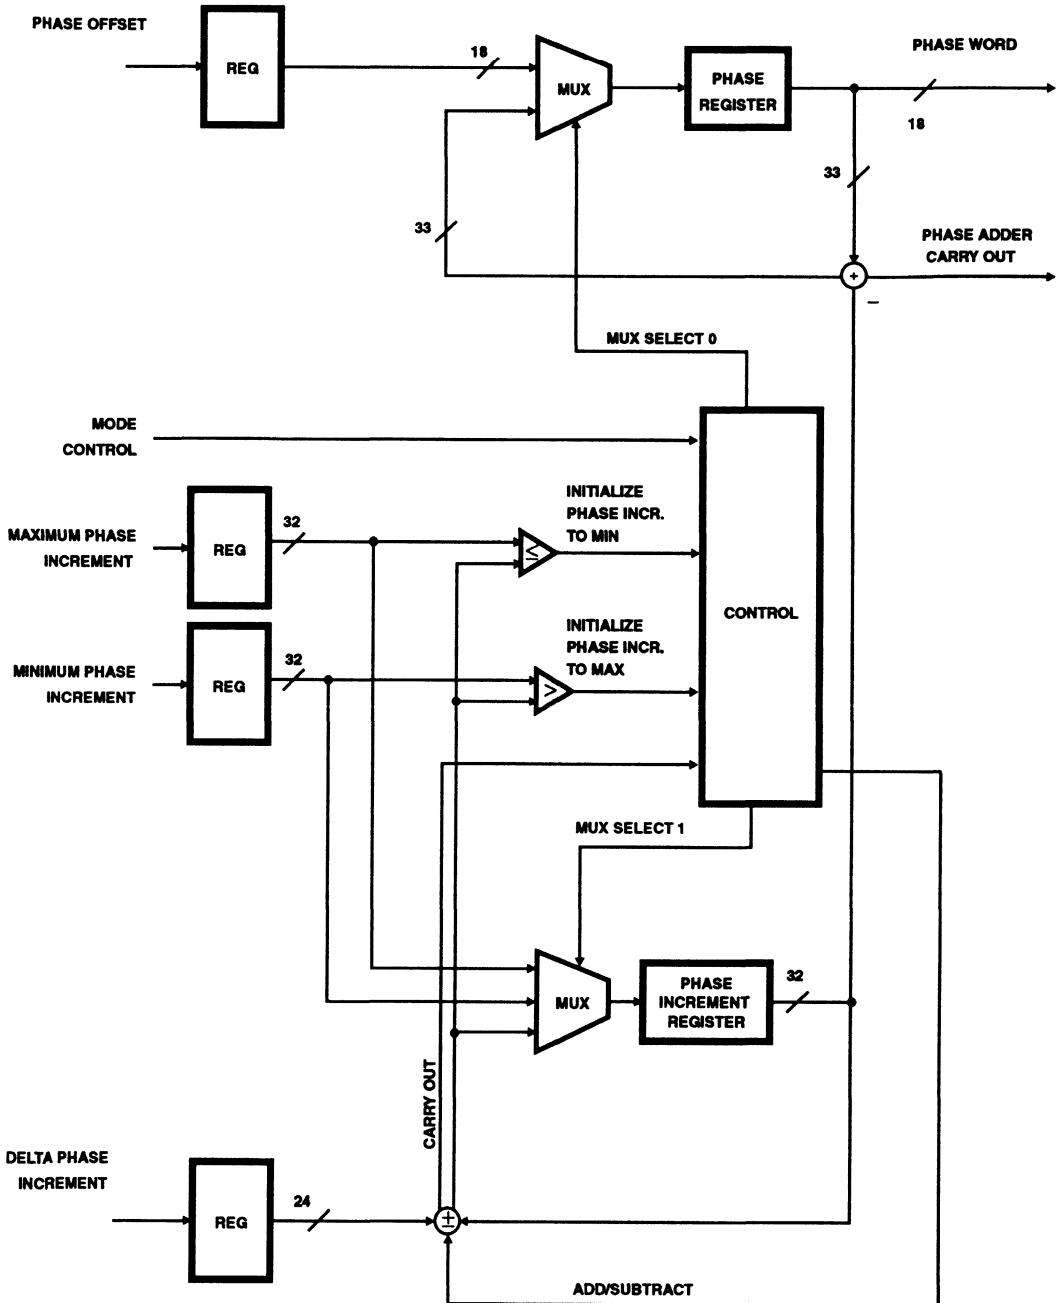 PHASE OFFSET
REG
18
MUX
PHASE
REGISTER
PHASE WORD
18
33
33
PHASE ADDER
CARRY OUT
+
−
MUX SELECT 0
MODE
CONTROL
MAXIMUM PHASE
INCREMENT
REG
32
≤
INITIALIZE
PHASE INCR.
TO MIN
CONTROL
MINIMUM PHASE
INCREMENT
REG
32
>
INITIALIZE
PHASE INCR.
TO MAX
MUX SELECT 1
MUX
PHASE
INCREMENT
REGISTER
32
CARRY OUT
DELTA PHASE
INCREMENT
REG
24
±
ADD/SUBTRACT